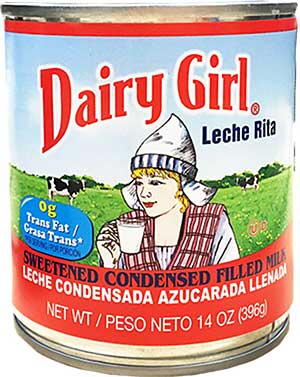 Dairy Girl®
Leche Rita
0g
Trans Fat /
Grasa Trans*
SWEETENED CONDENSED FILLED MILK
LECHE CONDENSADA AZUCARADA LLENADA
NET WT / PESO NETO 14 OZ (396g)